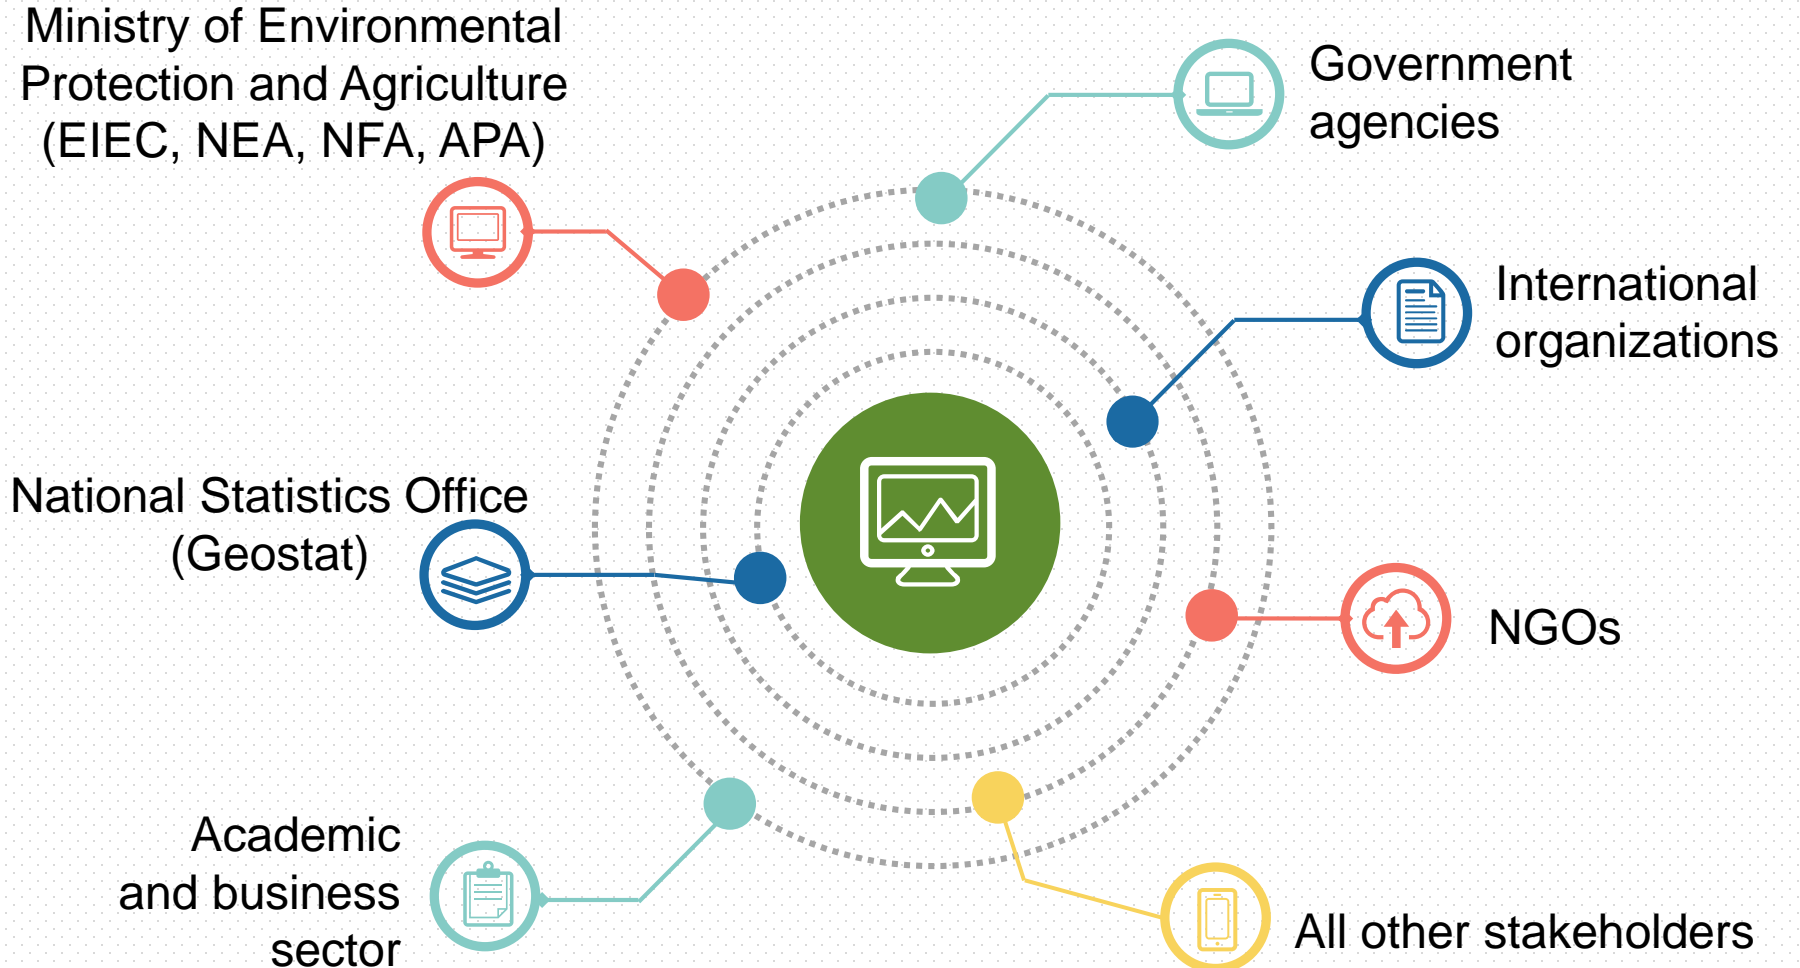 Ministry of Environmental
Protection and Agriculture
(EIEC, NEA, NFA, APA)
Government
agencies
International
organizations
National Statistics Office
(Geostat)
NGOs
Academic
and business
sector
All other stakeholders